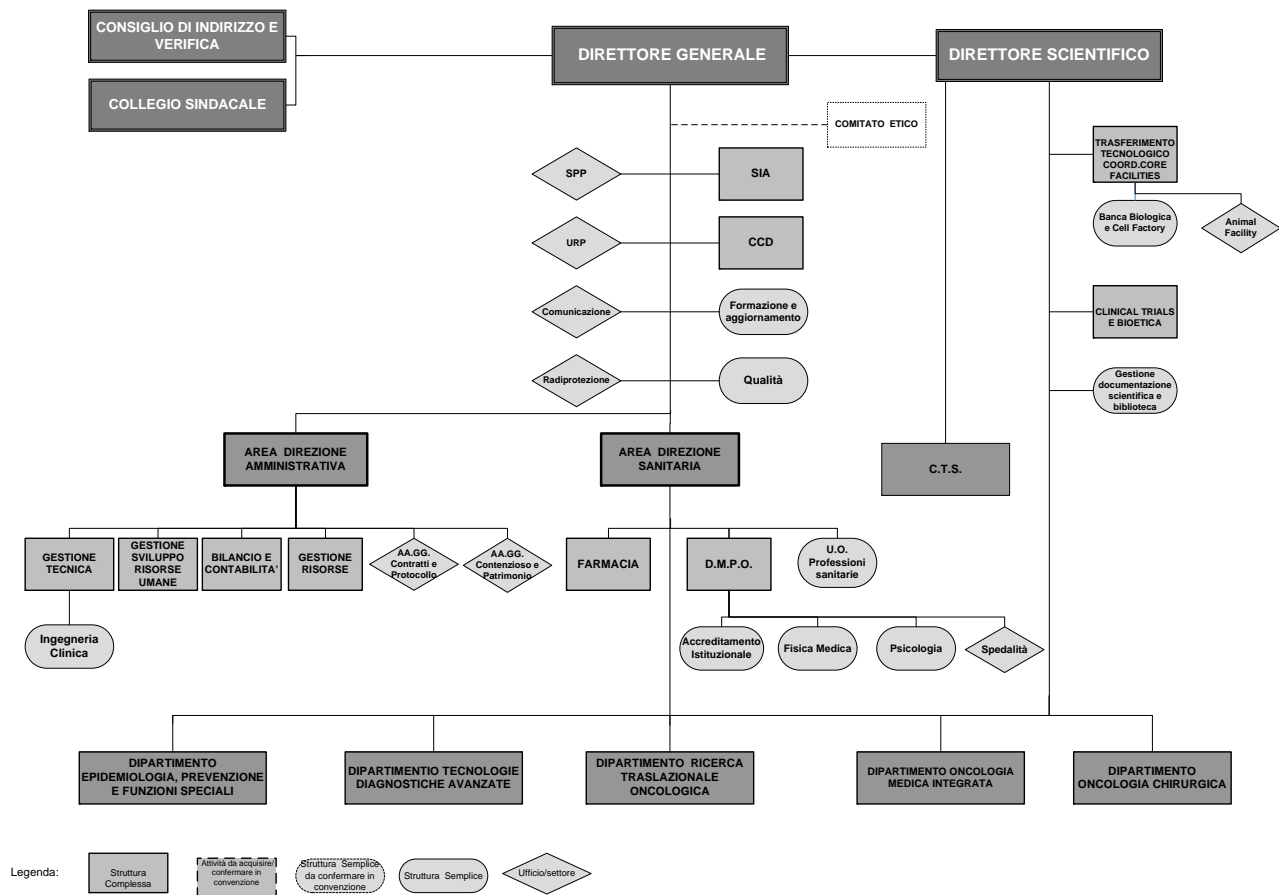 CONSIGLIO DI INDIRIZZO E
VERIFICA
DIRETTORE GENERALE
DIRETTORE SCIENTIFICO
COLLEGIO SINDACALE
COMITATO ETICO
TRASFERIMENTO
TECNOLOGICO
COORD.CORE
FACILITIES
SPP
SIA
Banca Biologica
e Cell Factory
Animal
Facility
URP
CCD
Comunicazione
Formazione e
aggiornamento
CLINICAL TRIALS
E BIOETICA
Radiprotezione
Qualità
Gestione
documentazione
scientifica e
biblioteca
AREA DIREZIONE
AMMINISTRATIVA
AREA DIREZIONE
SANITARIA
C.T.S.
GESTIONE
TECNICA
GESTIONE
SVILUPPO
RISORSE
UMANE
BILANCIO E
CONTABILITA’
GESTIONE
RISORSE
AA.GG.
Contratti e
Protocollo
AA.GG.
Contenzioso e
Patrimonio
FARMACIA
D.M.P.O.
U.O.
Professioni
sanitarie
Ingegneria
Clinica
Accreditamento
Istituzionale
Fisica Medica
Psicologia
Spedalità
DIPARTIMENTO
EPIDEMIOLOGIA, PREVENZIONE
E FUNZIONI SPECIALI
DIPARTIMENTIO TECNOLOGIE
DIAGNOSTICHE AVANZATE
DIPARTIMENTO RICERCA
TRASLAZIONALE
ONCOLOGICA
DIPARTIMENTO ONCOLOGIA
MEDICA INTEGRATA
DIPARTIMENTO
ONCOLOGIA CHIRURGICA
Legenda:
Struttura
Complessa
Attività da acquisire/
confermare in
convenzione
Struttura Semplice
da confermare in
convenzione
Struttura Semplice
Ufficio/settore